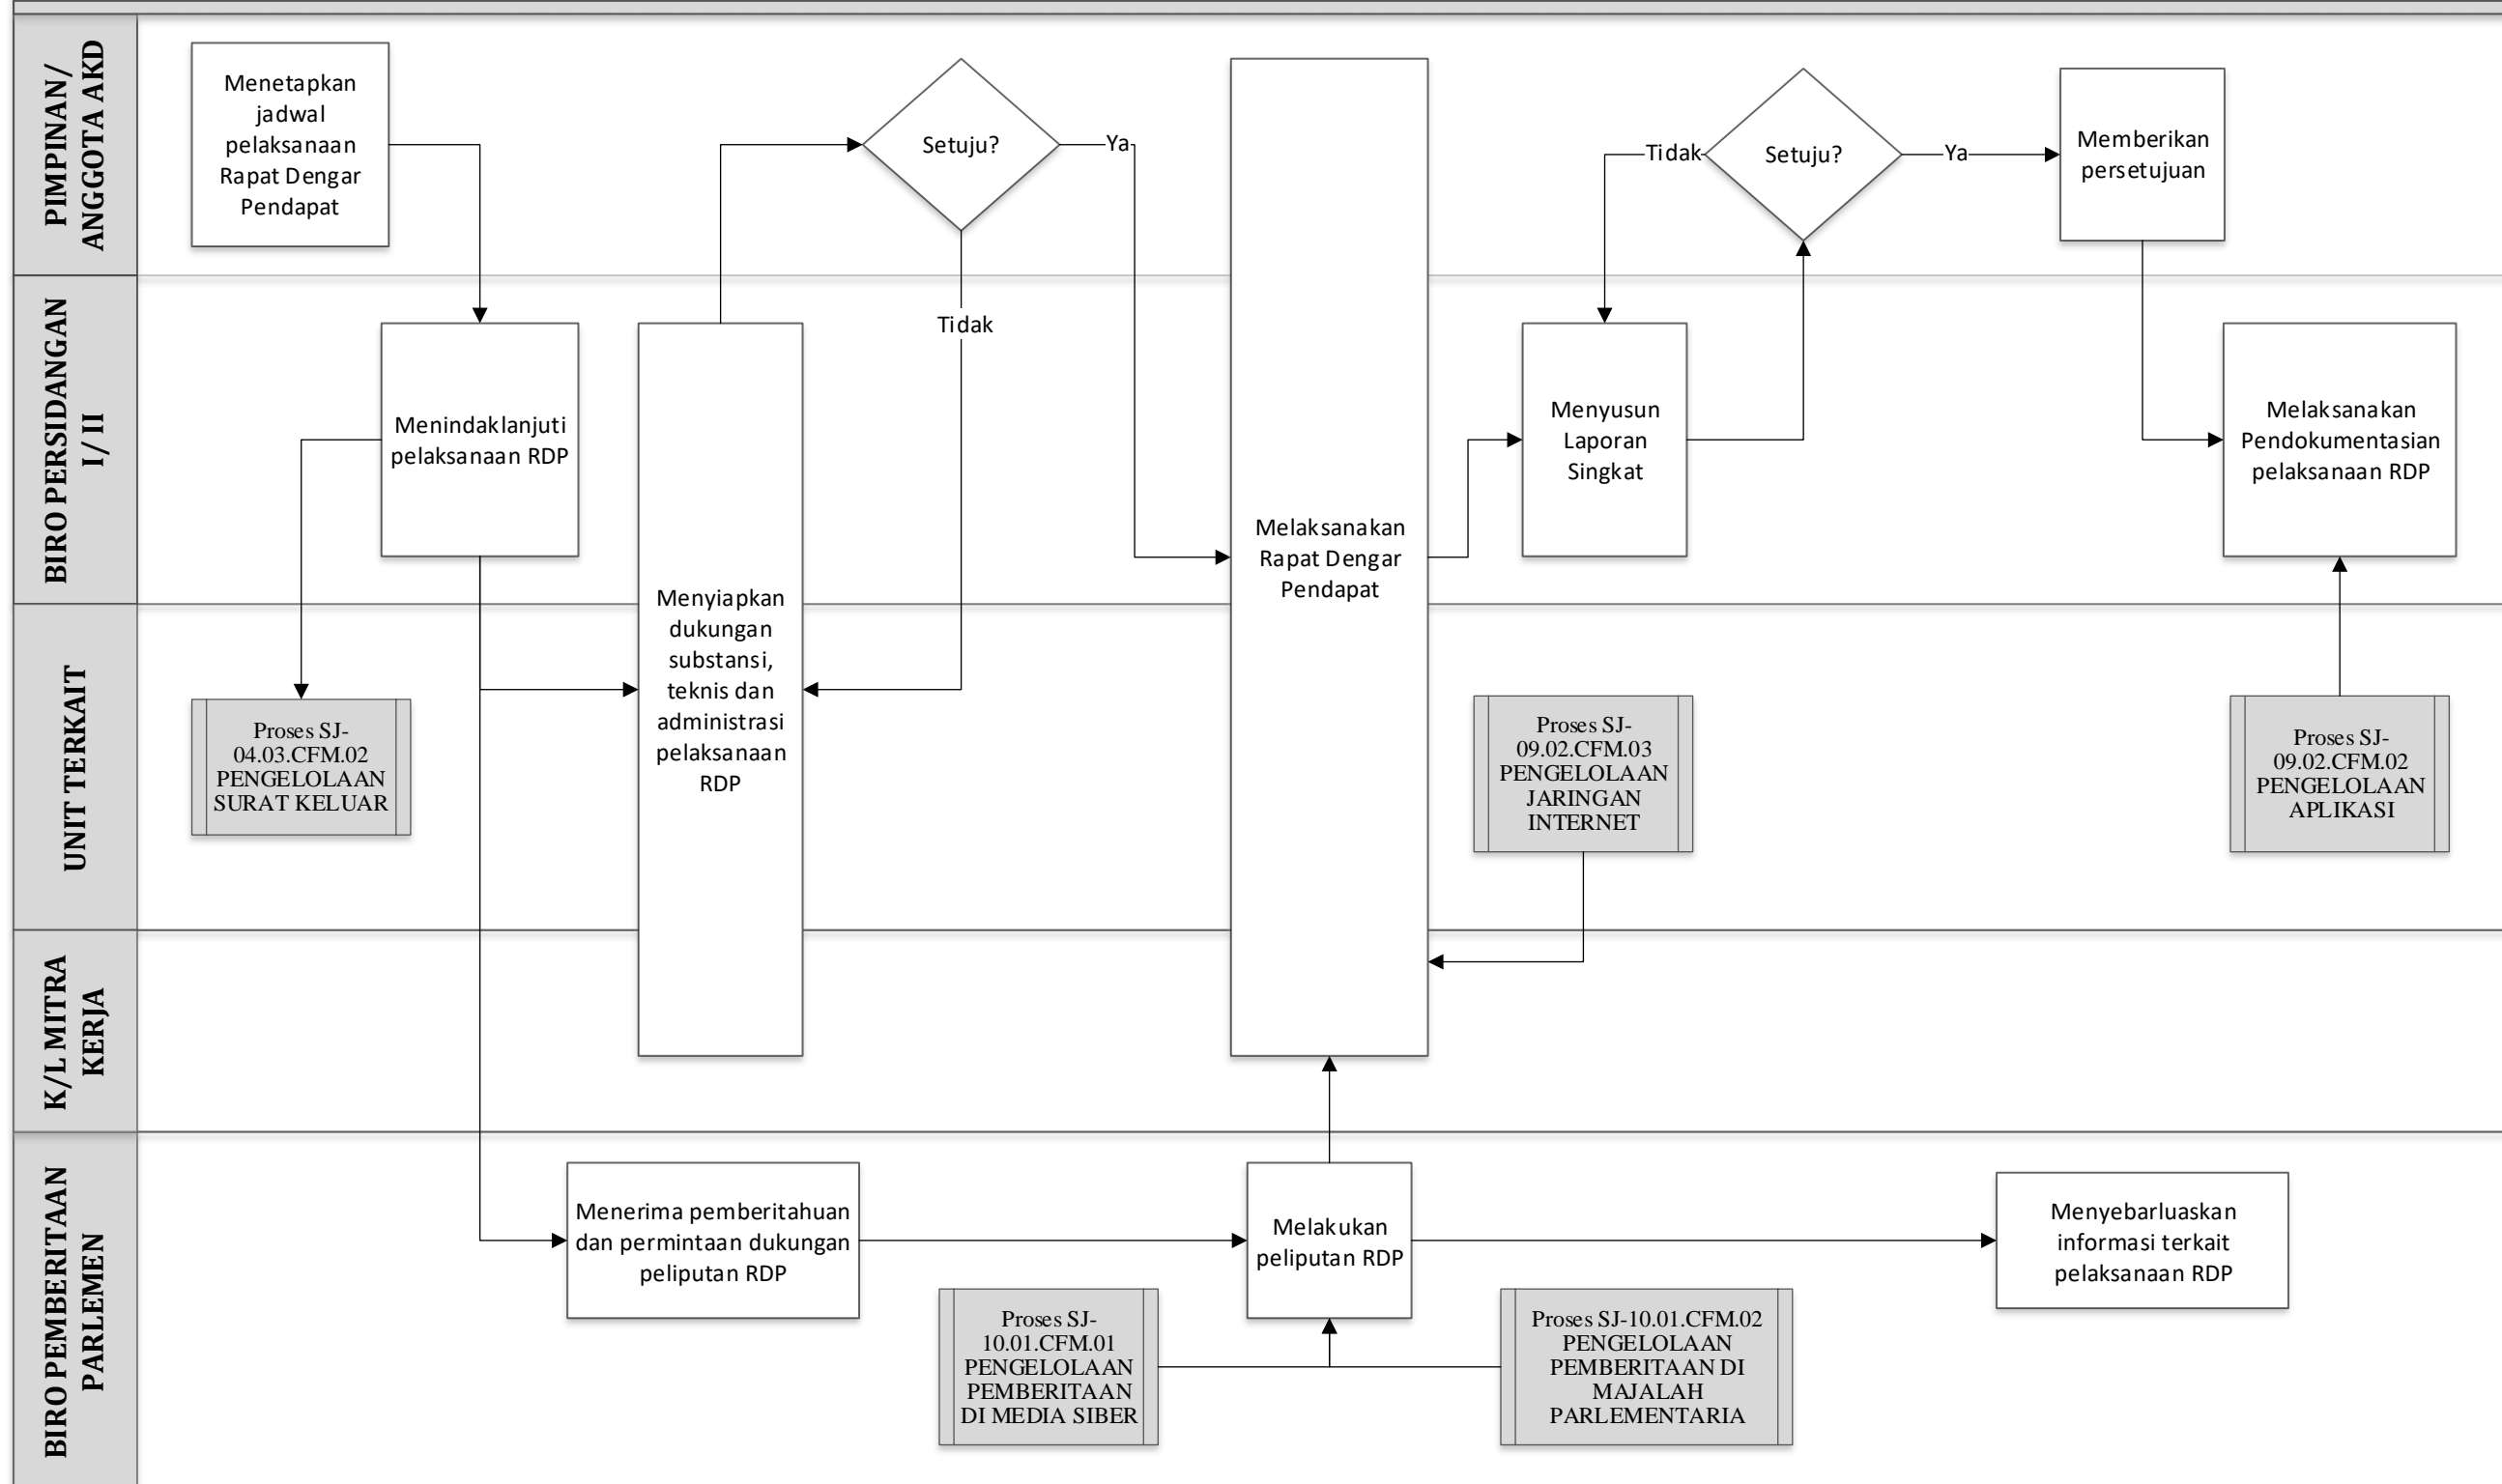 PIMPINAN/
ANGGOTA AKD
Menetapkan
jadwal
pelaksanaan
Rapat Dengar
Pendapat
Setuju?
Ya
Tidak
Setuju?
Tidak
Ya
Memberikan
persetujuan
BIRO PERSIDANGAN
I/ II
Menindaklanjuti
pelaksanaan RDP
Menyiapkan
dukungan
substansi,
teknis dan
administrasi
pelaksanaan
RDP
Melaksanakan
Rapat Dengar
Pendapat
Menyusun
Laporan
Singkat
Melaksanakan
Pendokumentasian
pelaksanaan RDP
UNIT TERKAIT
Proses SJ-
04.03.CFM.02
PENGELOLAAN
SURAT KELUAR
Proses SJ-
09.02.CFM.03
PENGELOLAAN
JARINGAN
INTERNET
Proses SJ-
09.02.CFM.02
PENGELOLAAN
APLIKASI
K/L MITRA
KERJA
BIRO PEMBERITAAN
PARLEMEN
Menerima pemberitahuan
dan permintaan dukungan
peliputan RDP
Melakukan
peliputan RDP
Menyebarluaskan
informasi terkait
pelaksanaan RDP
Proses SJ-
10.01.CFM.01
PENGELOLAAN
PEMBERITAAN
DI MEDIA SIBER
Proses SJ-10.01.CFM.02
PENGELOLAAN
PEMBERITAAN DI
MAJALAH
PARLEMENTARIA